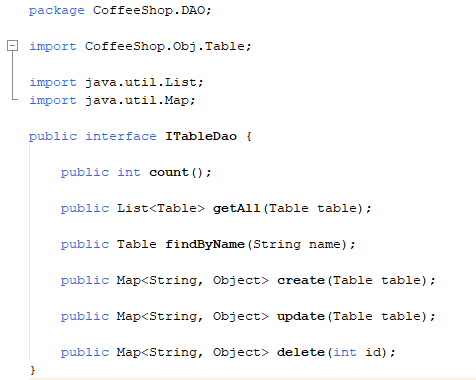 package CoffeeShop.DAO;
import CoffeeShop.Obj.Table;
import java.util.List;
import java.util.Map;
public interface ITableDao {
public int count();
public List<Table> getAll(Table table);
public Table findByName(String name);
public Map<String, Object> create(Table table);
public Map<String, Object> update(Table table);
public Map<String, Object> delete(int id);
}